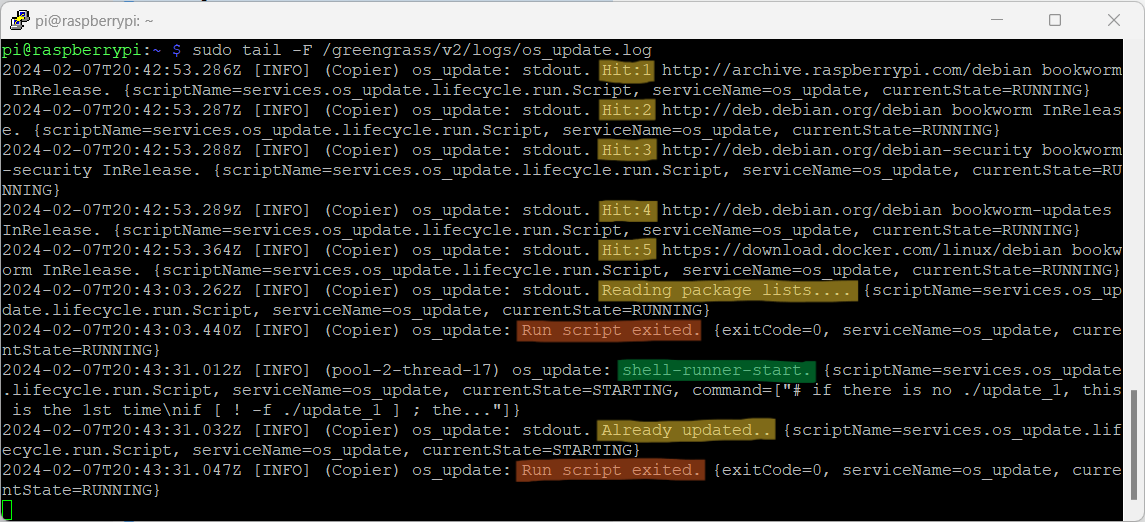 pi@raspberrypi: ~
pi@raspberrypi:~ $ sudo tail -F /greengrass/v2/logs/os_update.log
2024-02-07T20:42:53.286Z [INFO] (Copier) os_update: stdout. Hit:1 http://archive.raspberrypi.com/debian bookworm
 InRelease. {scriptName=services.os_update.lifecycle.run.Script, serviceName=os_update, currentState=RUNNING}
2024-02-07T20:42:53.287Z [INFO] (Copier) os_update: stdout. Hit:2 http://deb.debian.org/debian bookworm InReleas
e. {scriptName=services.os_update.lifecycle.run.Script, serviceName=os_update, currentState=RUNNING}
2024-02-07T20:42:53.288Z [INFO] (Copier) os_update: stdout. Hit:3 http://deb.debian.org/debian-security bookworm
-security InRelease. {scriptName=services.os_update.lifecycle.run.Script, serviceName=os_update, currentState=RU
NNING}
2024-02-07T20:42:53.289Z [INFO] (Copier) os_update: stdout. Hit:4 http://deb.debian.org/debian bookworm-updates
InRelease. {scriptName=services.os_update.lifecycle.run.Script, serviceName=os_update, currentState=RUNNING}
2024-02-07T20:42:53.364Z [INFO] (Copier) os_update: stdout. Hit:5 https://download.docker.com/linux/debian bookw
orm InRelease. {scriptName=services.os_update.lifecycle.run.Script, serviceName=os_update, currentState=RUNNING}
2024-02-07T20:43:03.262Z [INFO] (Copier) os_update: stdout. Reading package lists.... {scriptName=services.os_up
date.lifecycle.run.Script, serviceName=os_update, currentState=RUNNING}
2024-02-07T20:43:03.440Z [INFO] (Copier) os_update: Run script exited. {exitCode=0, serviceName=os_update, curre
ntState=RUNNING}
2024-02-07T20:43:31.012Z [INFO] (pool-2-thread-17) os_update: shell-runner-start. {scriptName=services.os_update
.lifecycle.run.Script, serviceName=os_update, currentState=STARTING, command=["# if there is no ./update_1, this
 is the 1st time\nif [ ! -f ./update_1 ] ; the..."]}
2024-02-07T20:43:31.032Z [INFO] (Copier) os_update: stdout. Already updated.. {scriptName=services.os_update.lif
ecycle.run.Script, serviceName=os_update, currentState=STARTING}
2024-02-07T20:43:31.047Z [INFO] (Copier) os_update: Run script exited. {exitCode=0, serviceName=os_update, curre
ntState=RUNNING}